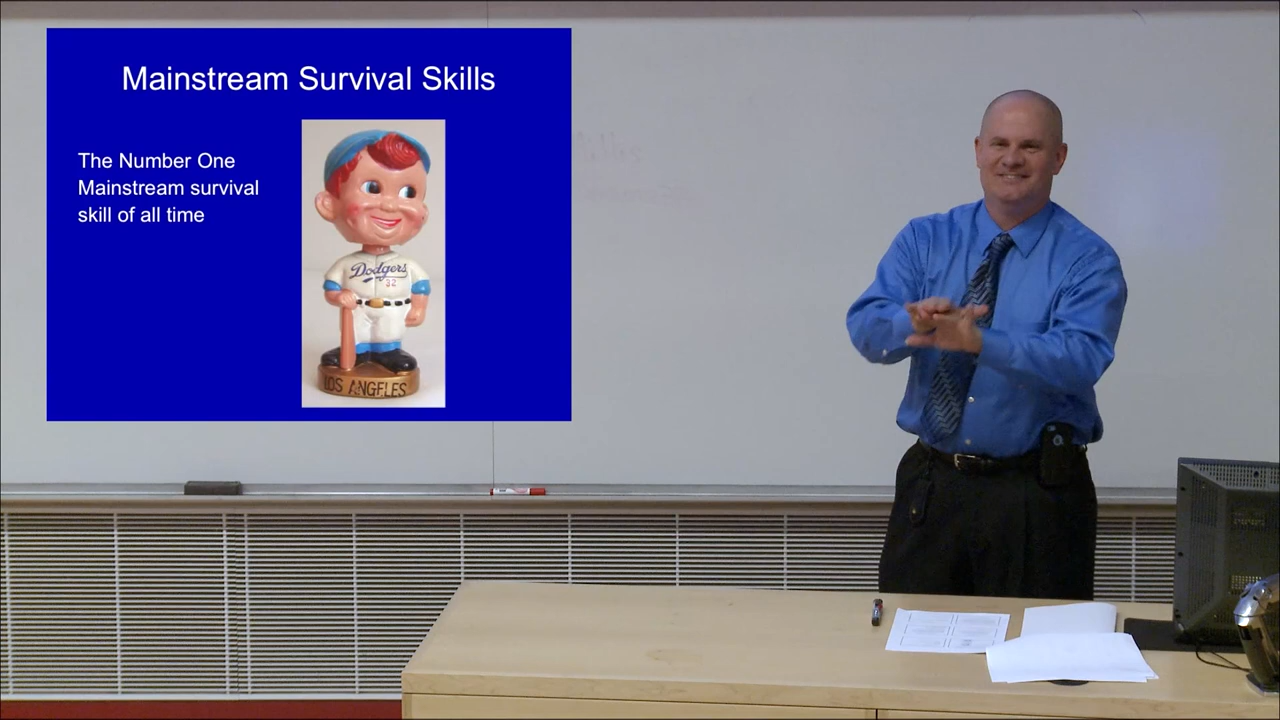 Mainstream Survival Skills
The Number One
Mainstream survival
skill of all time
Dodgers
32
LOS ANGELES